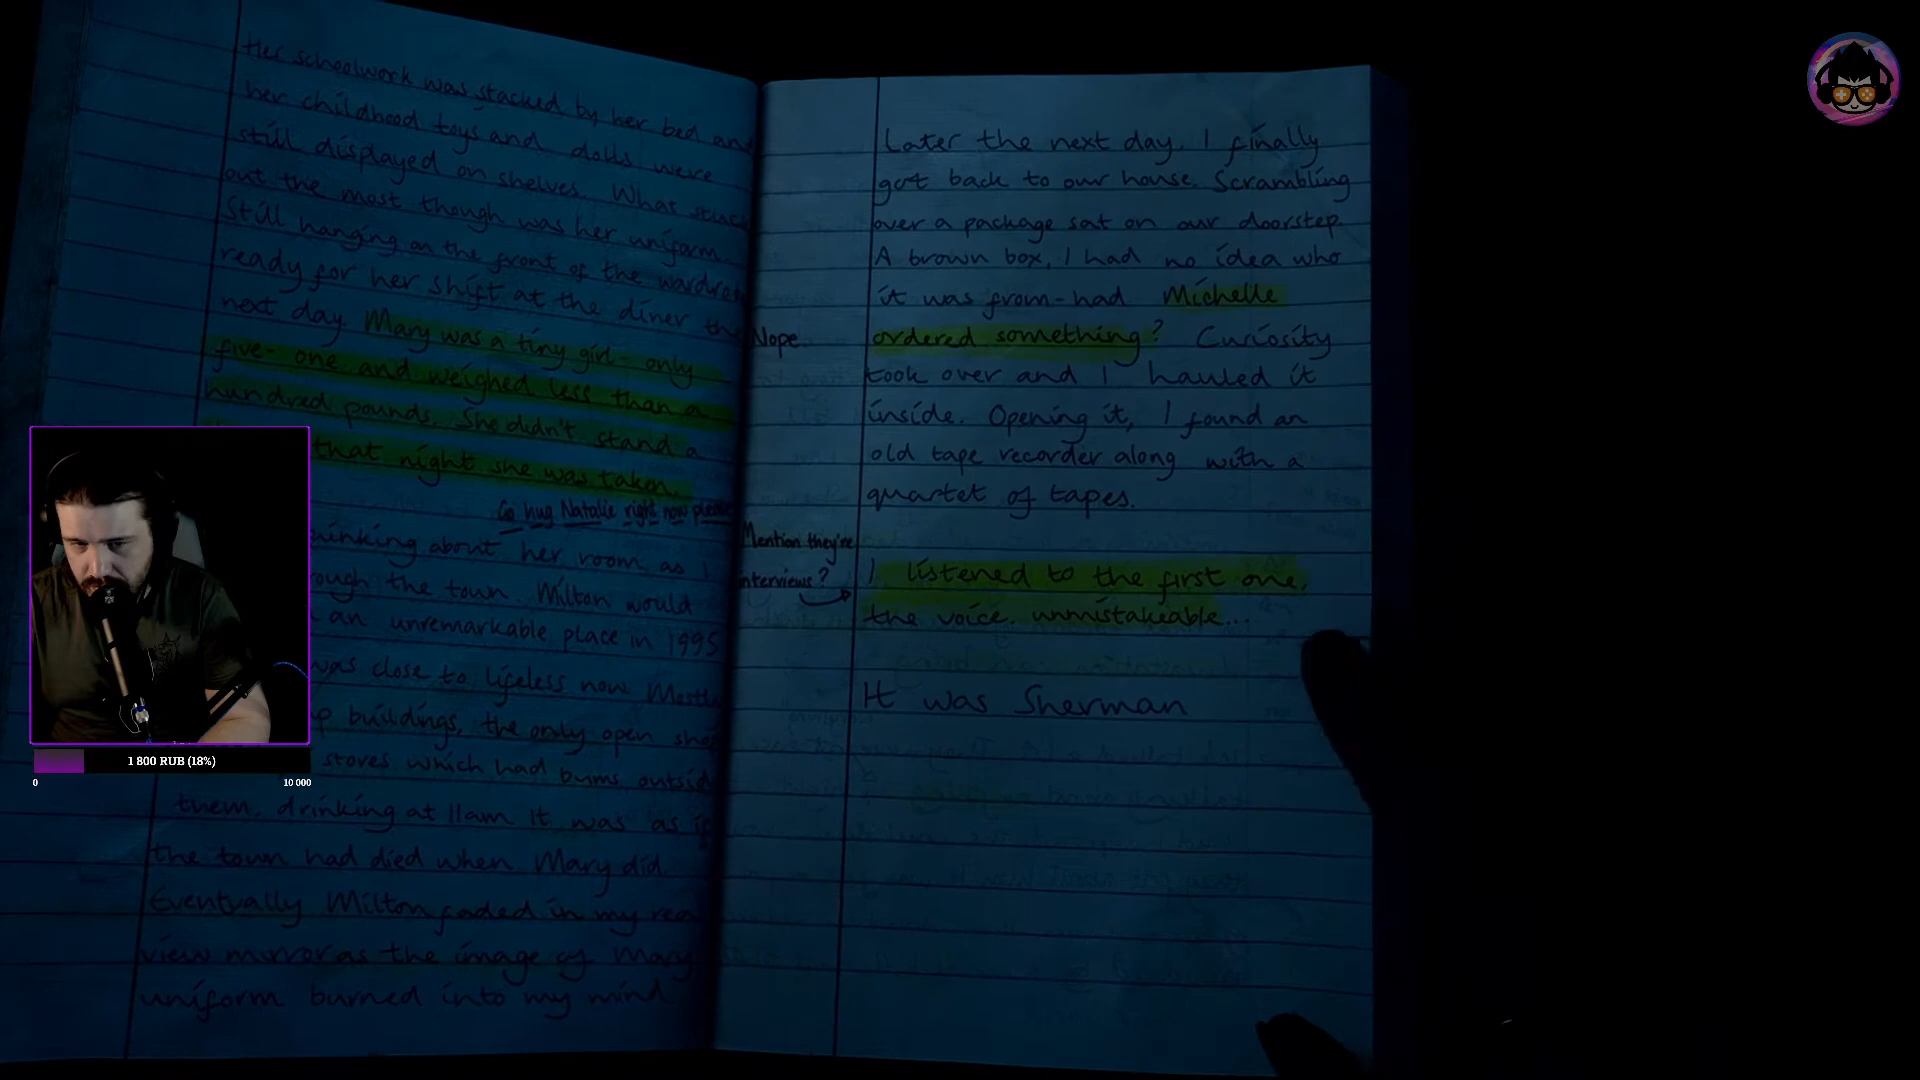 Her schoolwork was stacked by her bed and
her childhood toys and dolls were
still displayed on shelves. What stuck
out the most though was her uniform.
Still hanging on the front of the wardrobe
ready for her shift at the diner the
next day. Mary was a tiny girl - only
five-one and weighed less than a
hundred pounds. She didn't stand a
that night she was taken.
Go hug Natalie right now please
thinking about her room as I
through the town. Milton would
an unremarkable place in 1995
was close to lifeless now. Mostly
buildings, the only open
stores which had bums outside
them, drinking at 11am. It was as if
the town had died when Mary did.
Eventually Milton faded in my rear
view mirror as the image of Mary
uniform burned into my mind
Later the next day, I finally
got back to our house. Scrambling
over a package sat on our doorstep.
A brown box, I had no idea who
it was from - had Michelle
Nope
ordered something? Curiosity
took over and I hauled it
inside. Opening it, I found an
old tape recorder along with a
quartet of tapes.
Mention they're
interviews?
I listened to the first one,
the voice unmistakeable...
It was Sherman
1 800 RUB (18%)
0
10 000